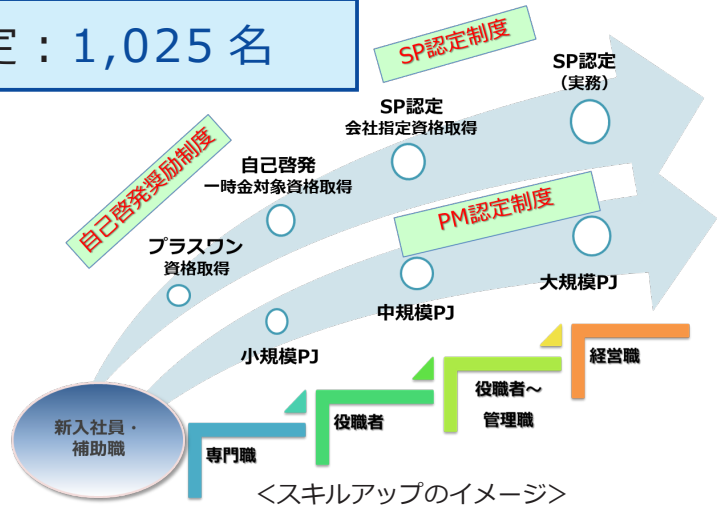 定：1,025 名
SP認定制度
SP認定
（実務）
SP認定
会社指定資格取得
自己啓発奨励制度
自己啓発
一時金対象資格取得
PM認定制度
プラスワン
資格取得
大規模PJ
中規模PJ
小規模PJ
経営職
役職者～
管理職
役職者
新入社員・
補助職
専門職
＜スキルアップのイメージ＞